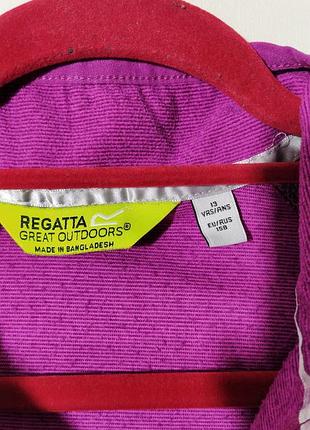 REGATTA
GREAT OUTDOORS®
MADE IN BANGLADESH
13
YRS/ANS
EU/RUS
158